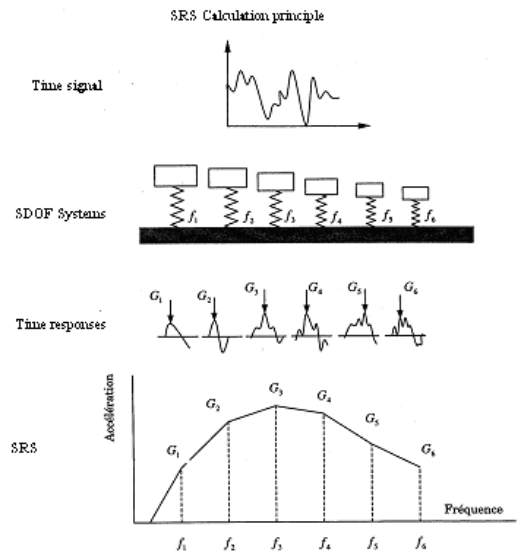 SRS Calculation principle
Time signal
SDOF Systems
f1 f2 f3 f4 f5 f6
Time responses
G1 G2 G3 G4 G5 G6
Accélération
SRS
G1 G2 G3 G4 G5 G6
Fréquence
f1 f2 f3 f4 f5 f6